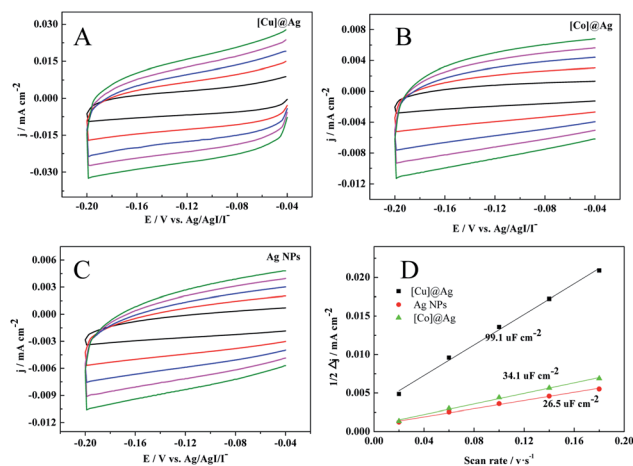 A
[Cu]@Ag
j / mA cm⁻²
0.030
0.015
0.000
-0.015
-0.030
-0.20
-0.16
-0.12
-0.08
-0.04
E / V vs. Ag/AgI/I⁻
B
[Co]@Ag
j / mA cm⁻²
0.008
0.004
0.000
-0.004
-0.008
-0.012
-0.20
-0.16
-0.12
-0.08
-0.04
E / V vs. Ag/AgI/I⁻
C
Ag NPs
j / mA cm⁻²
0.006
0.003
0.000
-0.003
-0.006
-0.009
-0.012
-0.20
-0.16
-0.12
-0.08
-0.04
E / V vs. Ag/AgI/I⁻
D
[Cu]@Ag
Ag NPs
[Co]@Ag
99.1 uF cm⁻²
34.1 uF cm⁻²
26.5 uF cm⁻²
1/2 △j / mA cm⁻²
0.020
0.015
0.010
0.005
0.000
0.00
0.04
0.08
0.12
0.16
0.20
Scan rate / v·s⁻¹